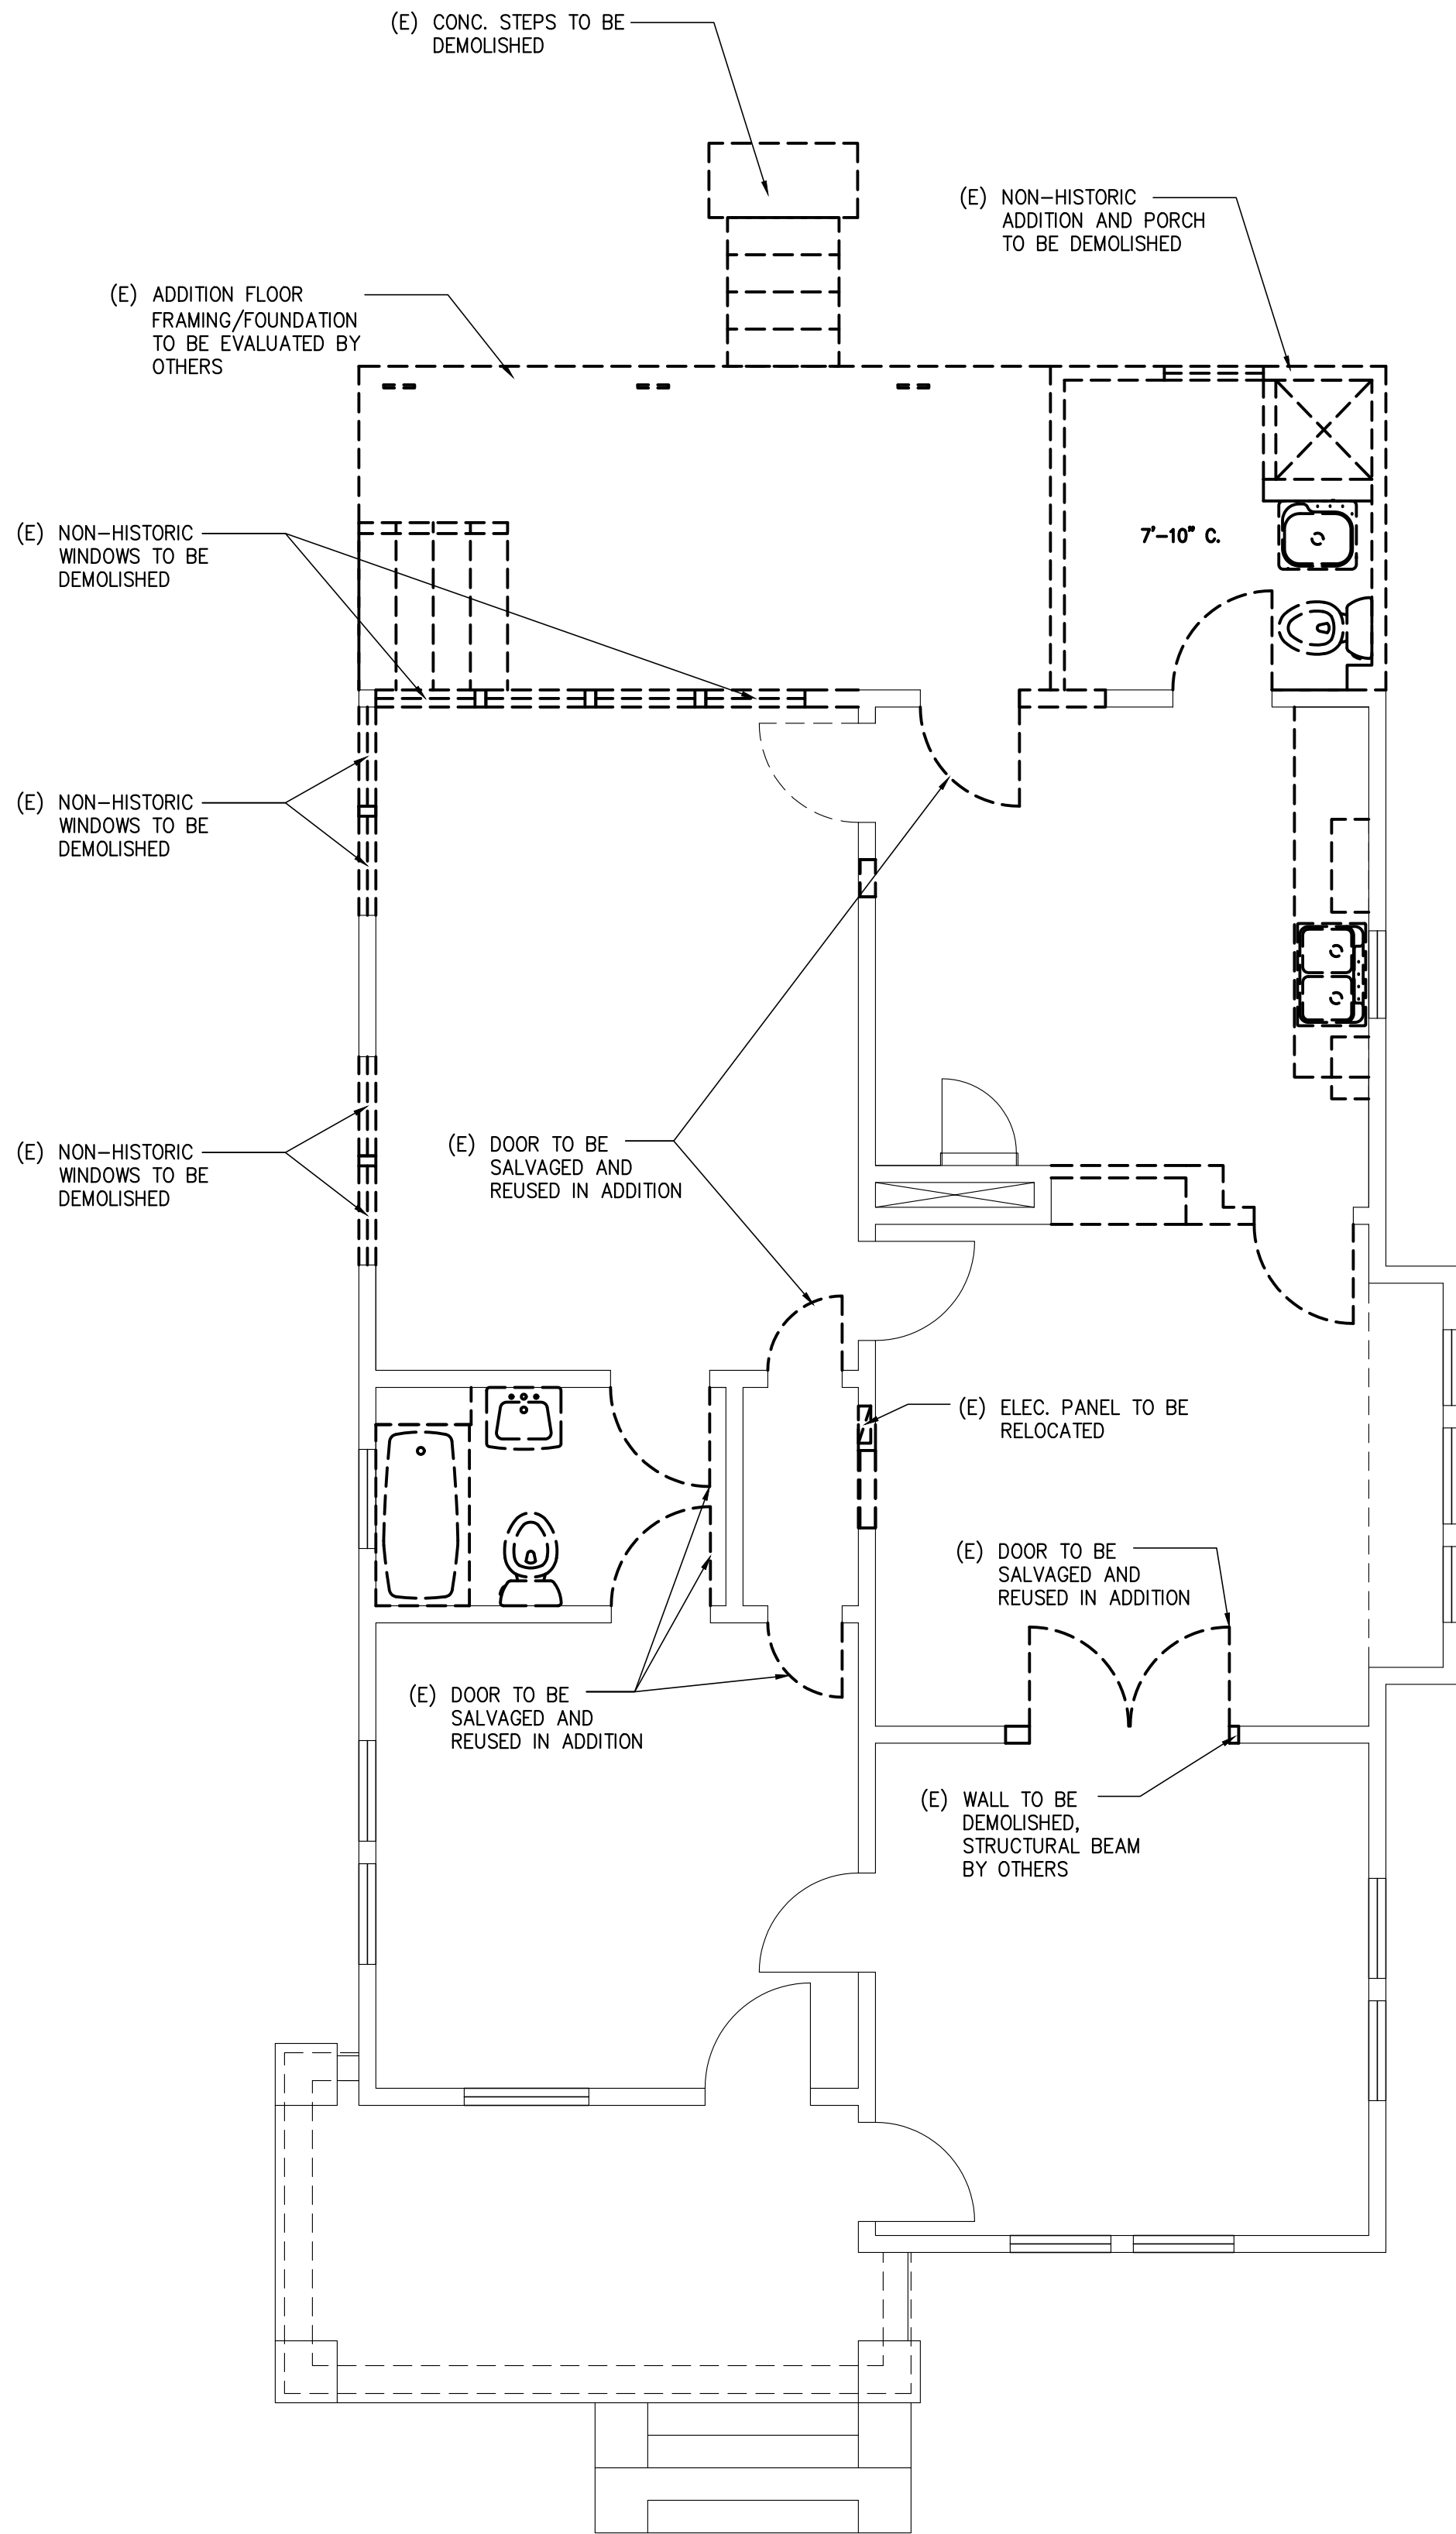 (E) CONC. STEPS TO BE
DEMOLISHED
(E) NON-HISTORIC
ADDITION AND PORCH
TO BE DEMOLISHED
(E) ADDITION FLOOR
FRAMING/FOUNDATION
TO BE EVALUATED BY
OTHERS
(E) NON-HISTORIC
WINDOWS TO BE
DEMOLISHED
7'-10" C.
(E) NON-HISTORIC
WINDOWS TO BE
DEMOLISHED
(E) NON-HISTORIC
WINDOWS TO BE
DEMOLISHED
(E) DOOR TO BE
SALVAGED AND
REUSED IN ADDITION
(E) ELEC. PANEL TO BE
RELOCATED
(E) DOOR TO BE
SALVAGED AND
REUSED IN ADDITION
(E) DOOR TO BE
SALVAGED AND
REUSED IN ADDITION
(E) WALL TO BE
DEMOLISHED,
STRUCTURAL BEAM
BY OTHERS